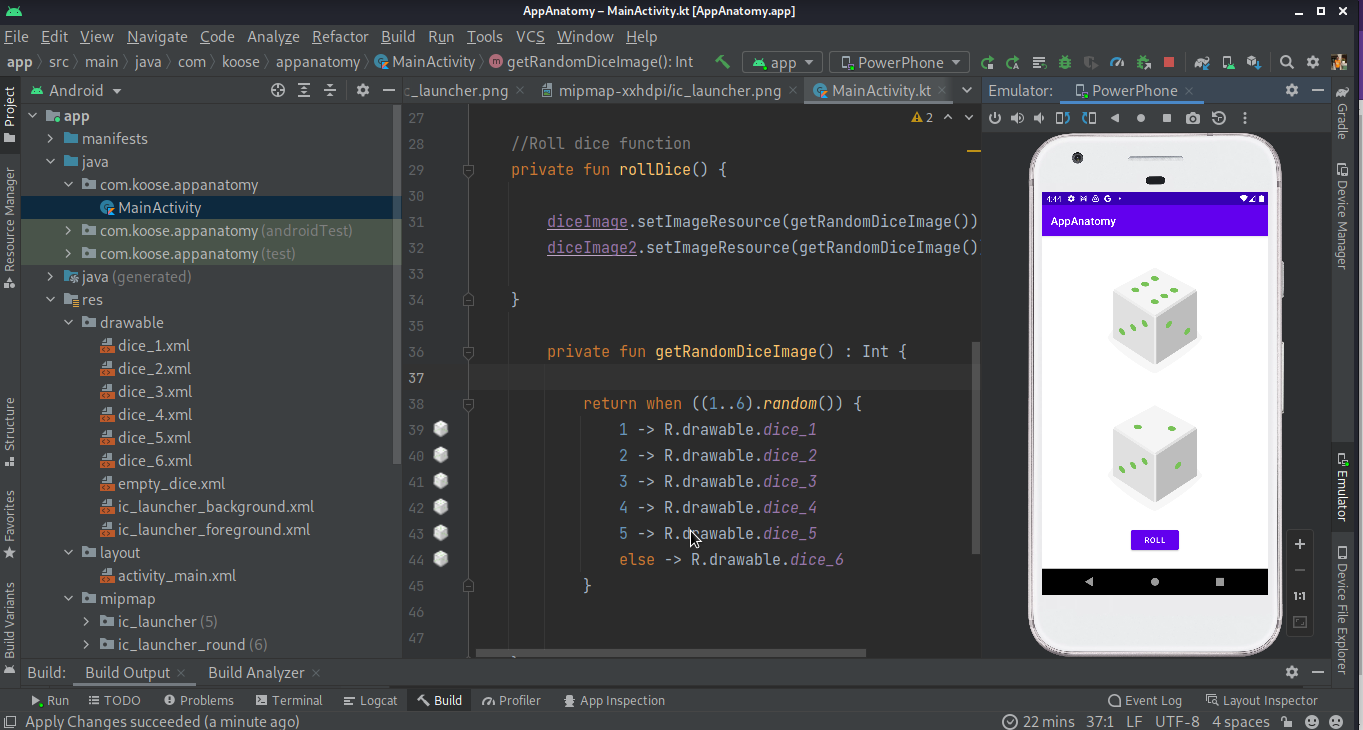 AppAnatomy – MainActivity.kt [AppAnatomy.app]
File Edit View Navigate Code Analyze Refactor Build Run Tools VCS Window Help
app src main java com koose appanatomy MainActivity getRandomDiceImage(): Int app PowerPhone
Project
Resource Manager
Structure
Favorites
Build Variants
Android
app
manifests
java
com.koose.appanatomy
MainActivity
com.koose.appanatomy (androidTest)
com.koose.appanatomy (test)
java (generated)
res
drawable
dice_1.xml
dice_2.xml
dice_3.xml
dice_4.xml
dice_5.xml
dice_6.xml
empty_dice.xml
ic_launcher_background.xml
ic_launcher_foreground.xml
layout
activity_main.xml
mipmap
ic_launcher (5)
ic_launcher_round (6)
c_launcher.png mipmap-xxhdpi/ic_launcher.png MainActivity.kt
2
27
28 //Roll dice function
29 private fun rollDice() {
30
31 diceImage.setImageResource(getRandomDiceImage())
32 diceImage2.setImageResource(getRandomDiceImage()
33
34 }
35
36 private fun getRandomDiceImage() : Int {
37
38 return when ((1..6).random()) {
39 1 -> R.drawable.dice_1
40 2 -> R.drawable.dice_2
41 3 -> R.drawable.dice_3
42 4 -> R.drawable.dice_4
43 5 -> R.drawable.dice_5
44 else -> R.drawable.dice_6
45 }
46
47
Emulator: PowerPhone
4:44
AppAnatomy
ROLL
1:1
Gradle
Device Manager
Emulator
Device File Explorer
Build: Build Output Build Analyzer
Run TODO Problems Terminal Logcat Build Profiler App Inspection Event Log Layout Inspector
Apply Changes succeeded (a minute ago) 22 mins 37:1 LF UTF-8 4 spaces